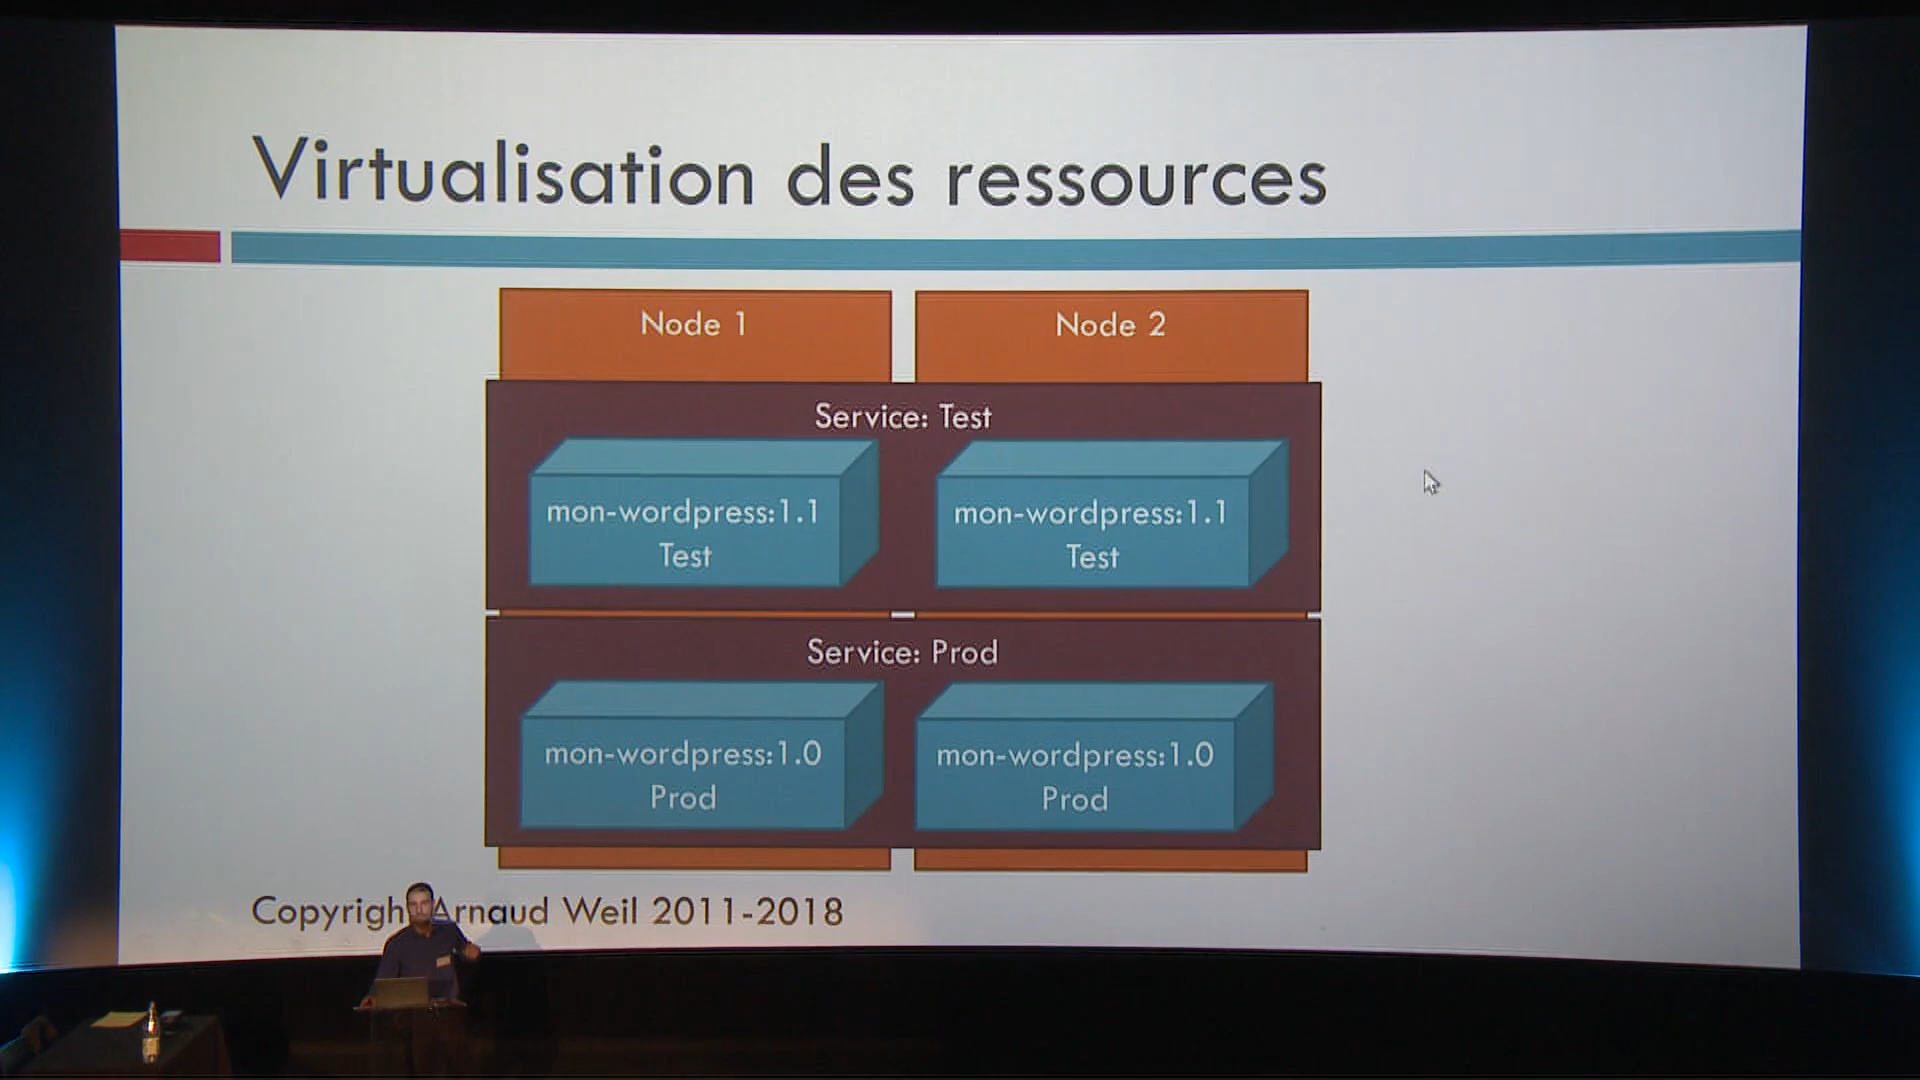 Virtualisation des ressources
Node 1
Node 2
Service: Test
mon-wordpress:1.1
Test
mon-wordpress:1.1
Test
Service: Prod
mon-wordpress:1.0
Prod
mon-wordpress:1.0
Prod
Copyright Arnaud Weil 2011-2018